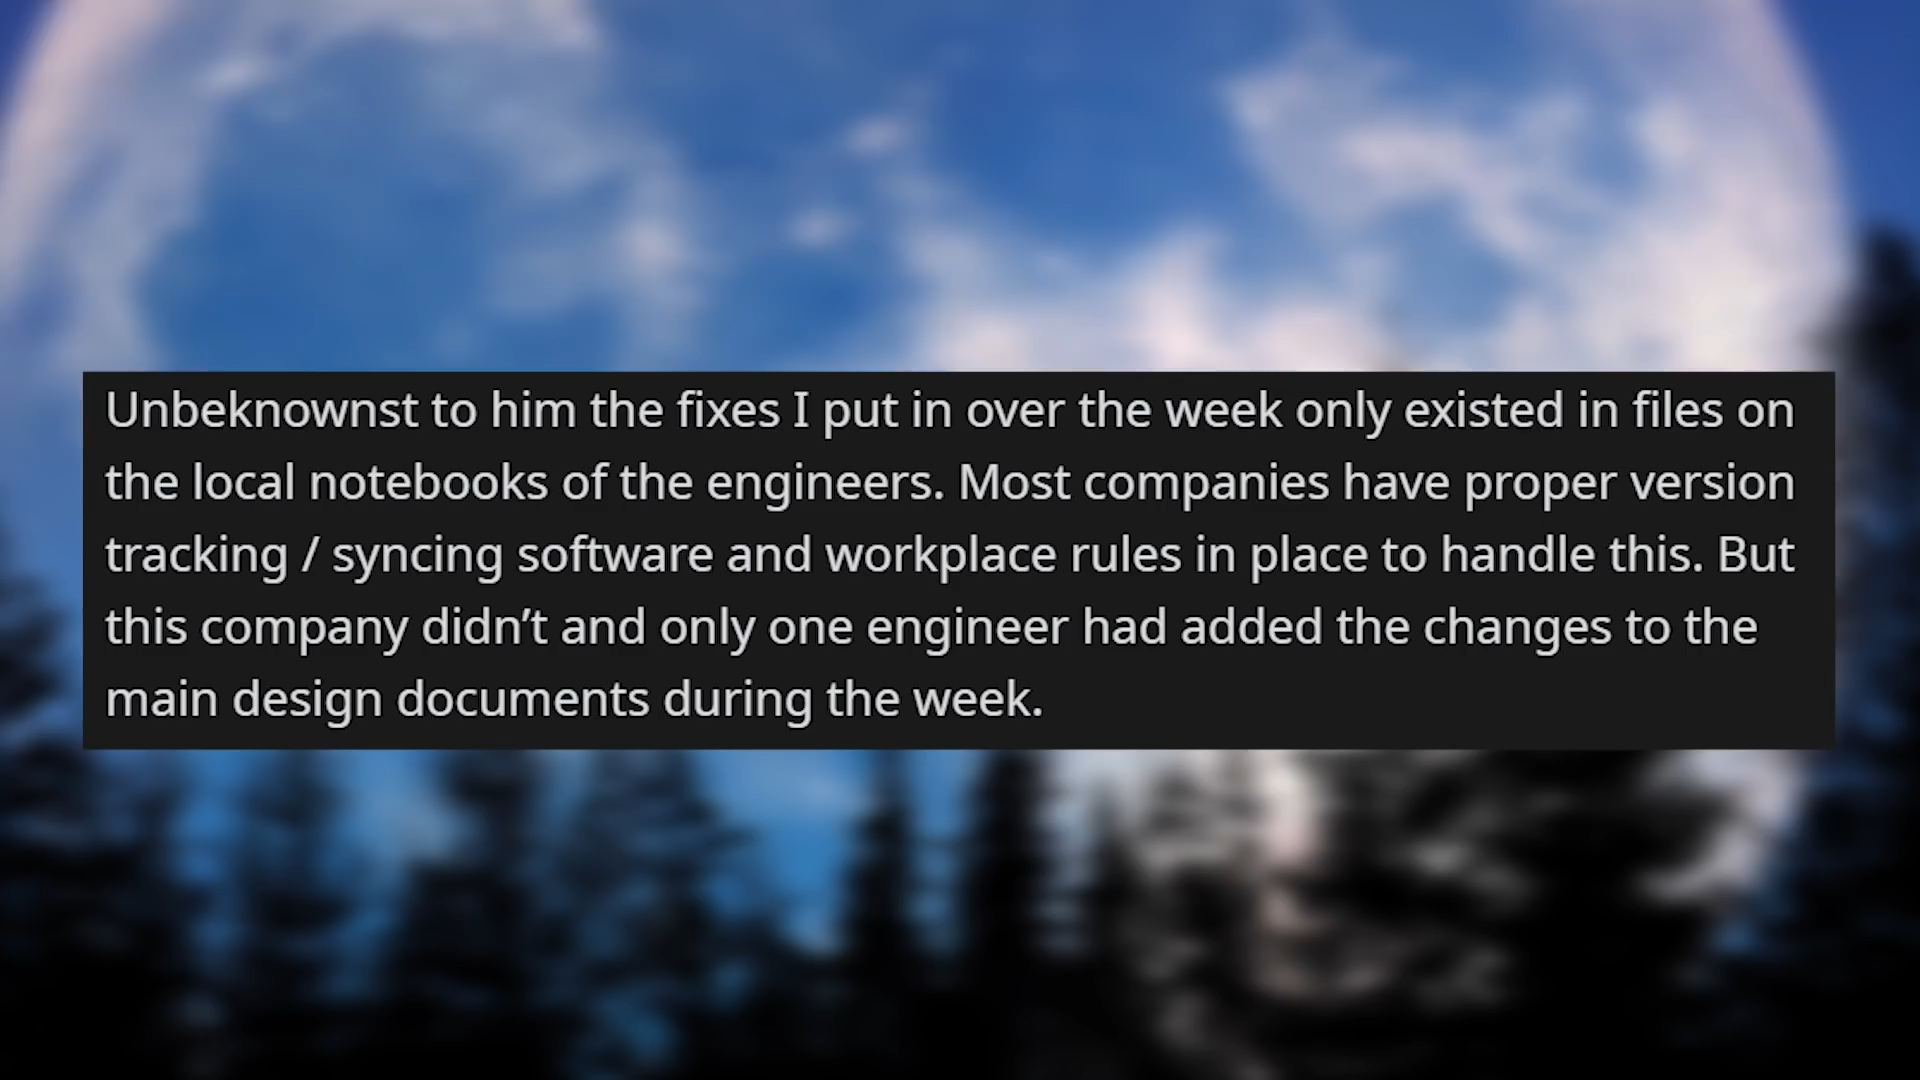 Unbeknownst to him the fixes I put in over the week only existed in files on
the local notebooks of the engineers. Most companies have proper version
tracking / syncing software and workplace rules in place to handle this. But
this company didn’t and only one engineer had added the changes to the
main design documents during the week.